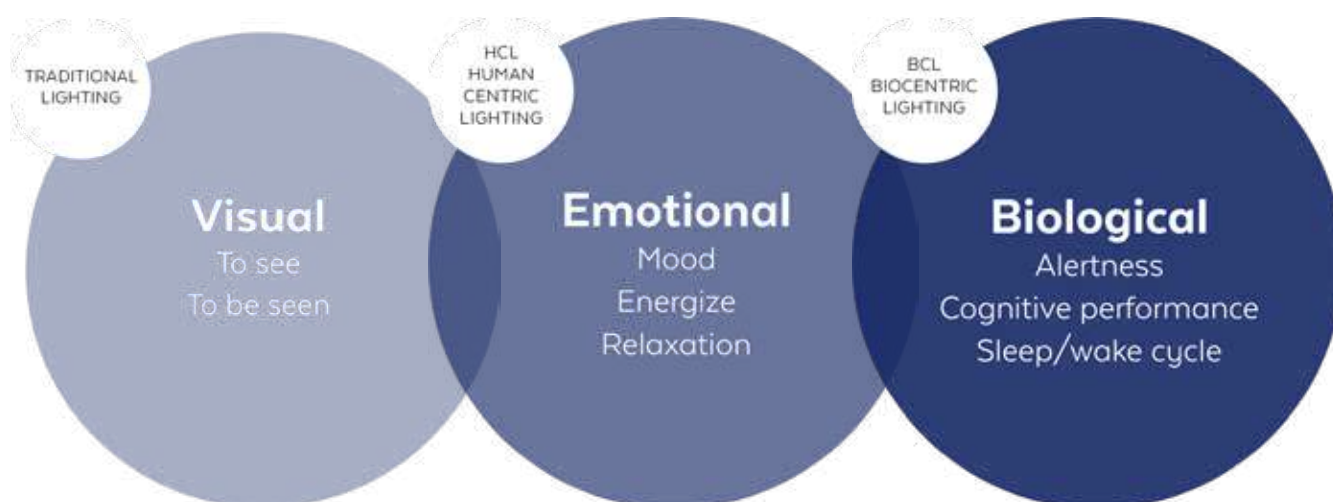 TRADITIONAL
LIGHTING
Visual
To see
To be seen
HCL
HUMAN
CENTRIC
LIGHTING
Emotional
Mood
Energize
Relaxation
BCL
BIOCENTRIC
LIGHTING
Biological
Alertness
Cognitive performance
Sleep/wake cycle